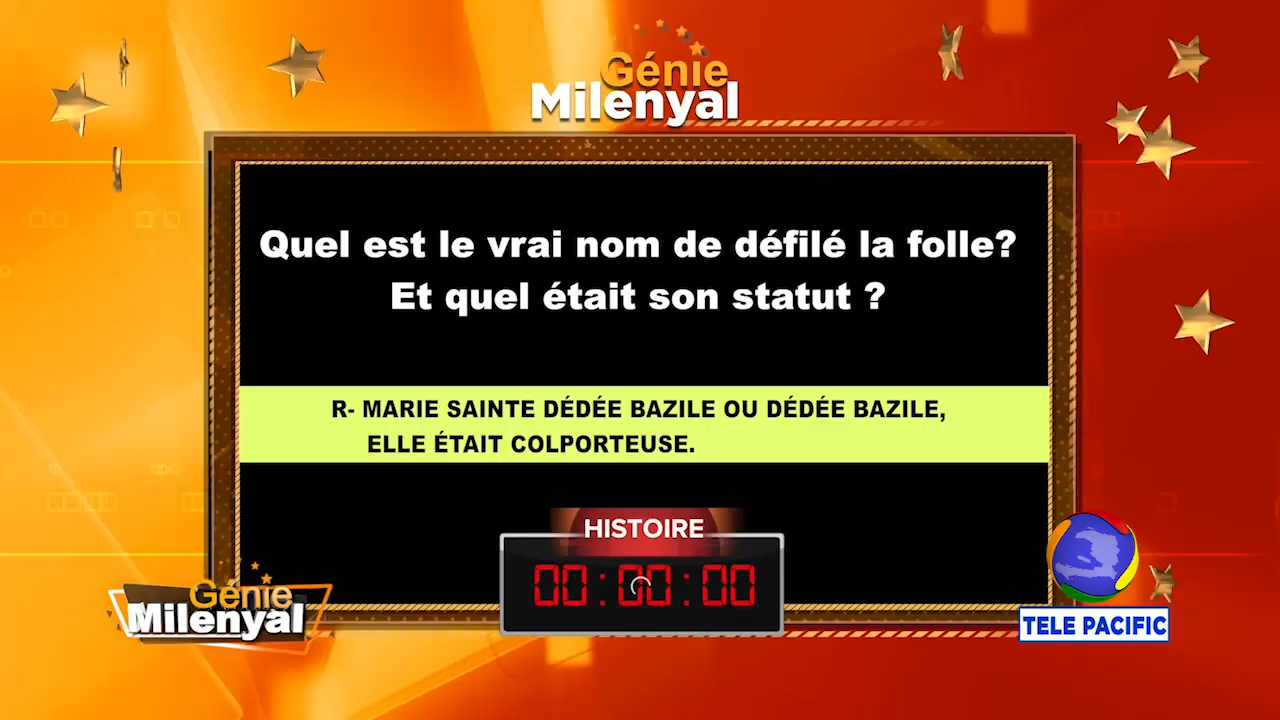 Génie
Milenyal
Quel est le vrai nom de défilé la folle?
Et quel était son statut ?
R- MARIE SAINTE DÉDÉE BAZILE OU DÉDÉE BAZILE,
ELLE ÉTAIT COLPORTEUSE.
HISTOIRE
00:00:00
Génie
Milenyal
TELE PACIFIC